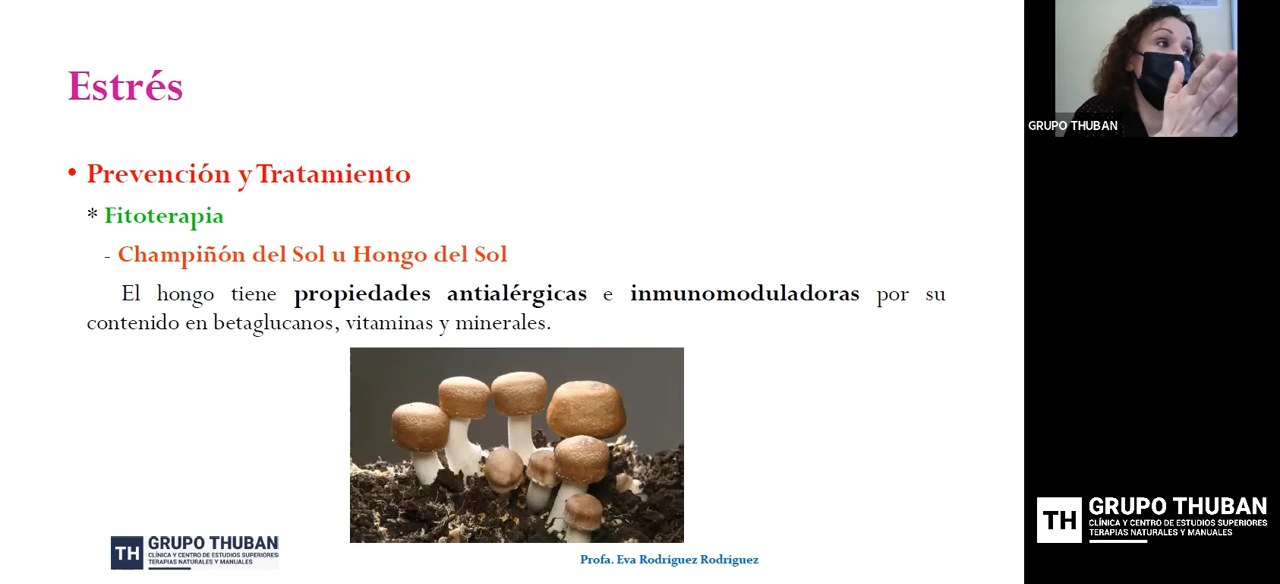 Estrés
• Prevención y Tratamiento
* Fitoterapia
- Champiñón del Sol u Hongo del Sol
El hongo tiene propiedades antialérgicas e inmunomoduladoras por su
contenido en betaglucanos, vitaminas y minerales.
TH GRUPO THUBAN
CLÍNICA Y CENTRO DE ESTUDIOS SUPERIORES
TERAPIAS NATURALES Y MANUALES
Profa. Eva Rodríguez Rodríguez
GRUPO THUBAN
TH GRUPO THUBAN
CLÍNICA Y CENTRO DE ESTUDIOS SUPERIORES
TERAPIAS NATURALES Y MANUALES